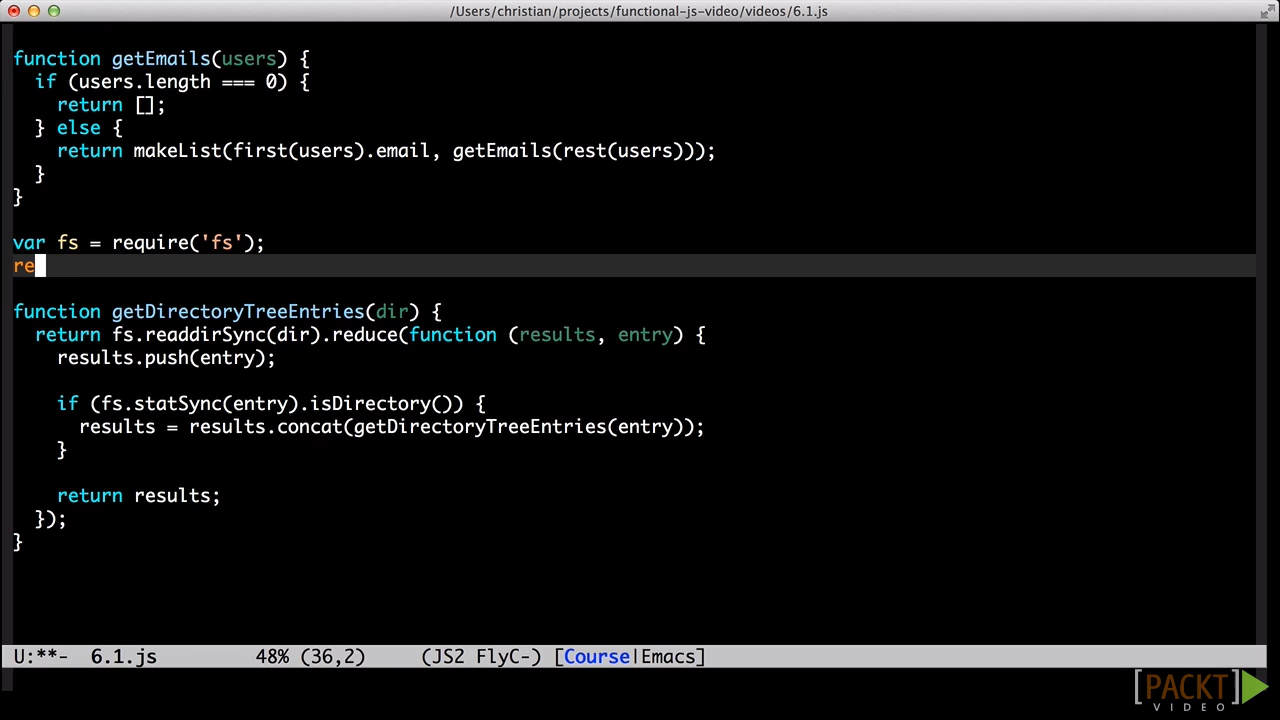 /Users/christian/projects/functional-js-video/videos/6.1.js
function getEmails(users) {
  if (users.length === 0) {
    return [];
  } else {
    return makeList(first(users).email, getEmails(rest(users)));
  }
}
var fs = require('fs');
re
function getDirectoryTreeEntries(dir) {
  return fs.readdirSync(dir).reduce(function (results, entry) {
    results.push(entry);
    if (fs.statSync(entry).isDirectory()) {
      results = results.concat(getDirectoryTreeEntries(entry));
    }
    return results;
  });
}
U:**-  6.1.js         48% (36,2)     (JS2 FlyC-) [Course|Emacs]
[PACKT]
VIDEO